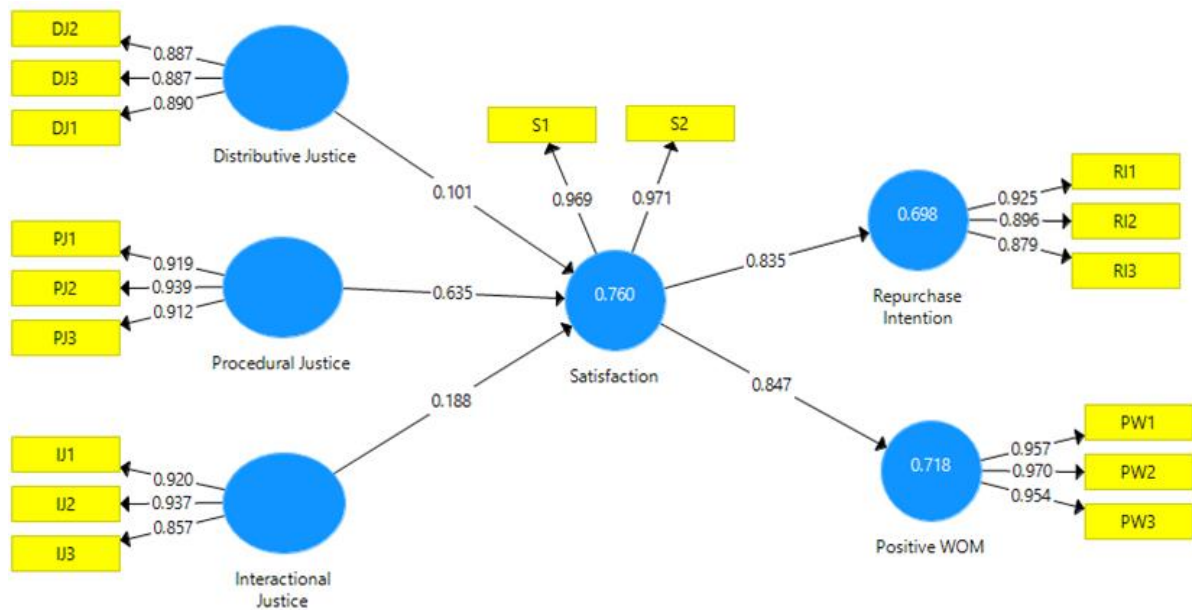 DJ2
0.887
DJ3
0.887
DJ1
0.890
Distributive Justice
0.101
PJ1
0.919
PJ2
0.939
PJ3
0.912
Procedural Justice
0.635
IJ1
0.920
IJ2
0.937
IJ3
0.857
Interactional
Justice
0.188
S1
S2
0.969
0.971
0.760
Satisfaction
0.835
0.847
0.698
Repurchase
Intention
RI1
0.925
RI2
0.896
RI3
0.879
0.718
Positive WOM
PW1
0.957
PW2
0.970
PW3
0.954